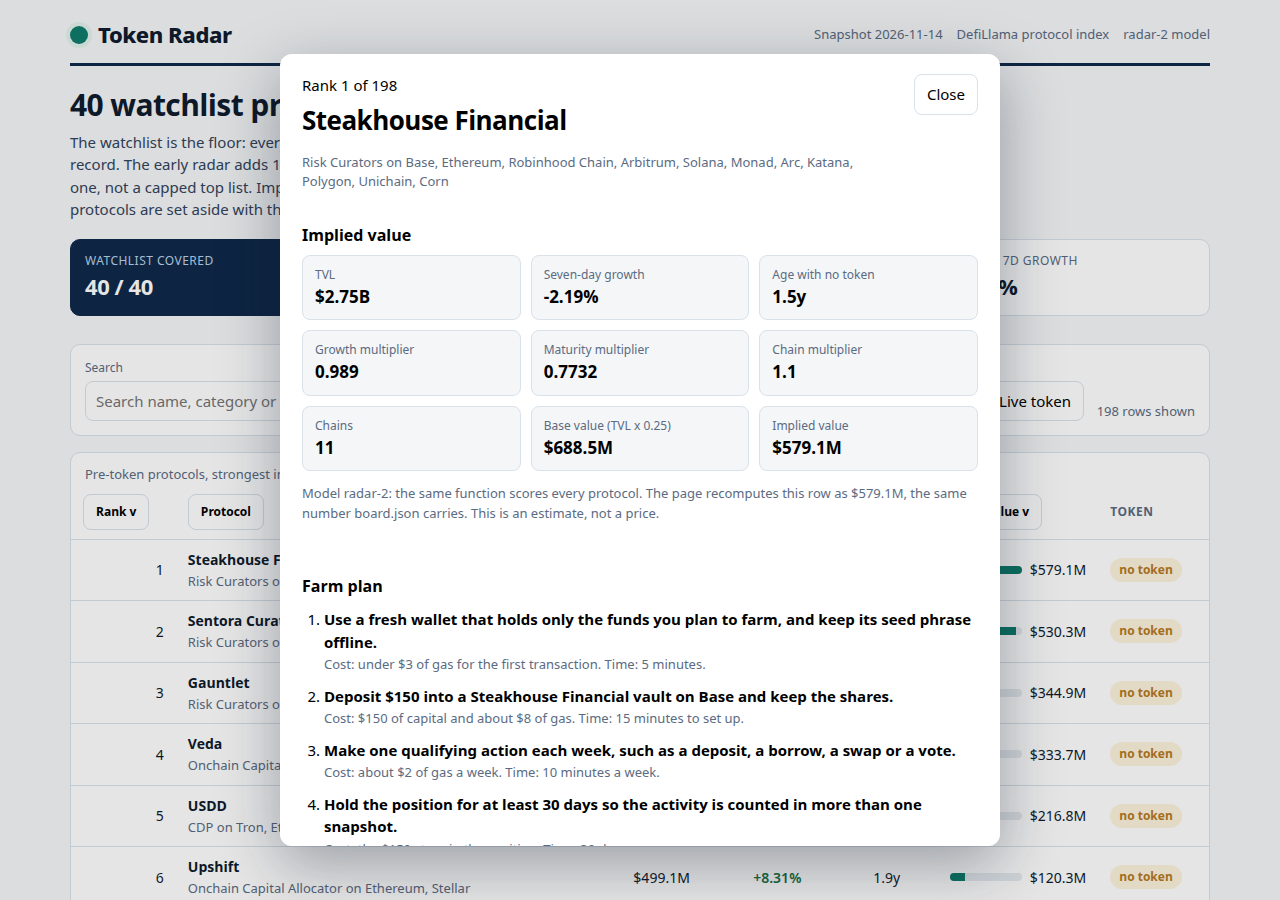 Token Radar
Snapshot 2026-11-14 DefiLlama protocol index radar-2 model
40 watchlist
The watchlist is the floor:
record. The early radar adds
one, not a capped top list.
protocols are set aside with
WATCHLIST COVERED
40 / 40
7D GROWTH
%
Search
Search name, category or
Live token
198 rows shown
Pre-token protocols, strongest
Rank v Protocol v TOKEN
1 Steakhouse $579.1M no token
Risk Curators
2 Sentora $530.3M no token
Risk Curators
3 Gauntlet $344.9M no token
Risk Curators
4 Veda $333.7M no token
Onchain
5 USDD $216.8M no token
CDP on Tron,
6 Upshift $499.1M +8.31% 1.9y $120.3M no token
Onchain Capital Allocator on Ethereum, Stellar
Rank 1 of 198
Close
Steakhouse Financial
Risk Curators on Base, Ethereum, Robinhood Chain, Arbitrum, Solana, Monad, Arc, Katana,
Polygon, Unichain, Corn
Implied value
TVL
$2.75B
Seven-day growth
-2.19%
Age with no token
1.5y
Growth multiplier
0.989
Maturity multiplier
0.7732
Chain multiplier
1.1
Chains
11
Base value (TVL x 0.25)
$688.5M
Implied value
$579.1M
Model radar-2: the same function scores every protocol. The page recomputes this row as $579.1M, the same
number board.json carries. This is an estimate, not a price.
Farm plan
1. Use a fresh wallet that holds only the funds you plan to farm, and keep its seed phrase
offline.
Cost: under $3 of gas for the first transaction. Time: 5 minutes.
2. Deposit $150 into a Steakhouse Financial vault on Base and keep the shares.
Cost: $150 of capital and about $8 of gas. Time: 15 minutes to set up.
3. Make one qualifying action each week, such as a deposit, a borrow, a swap or a vote.
Cost: about $2 of gas a week. Time: 10 minutes a week.
4. Hold the position for at least 30 days so the activity is counted in more than one
snapshot.